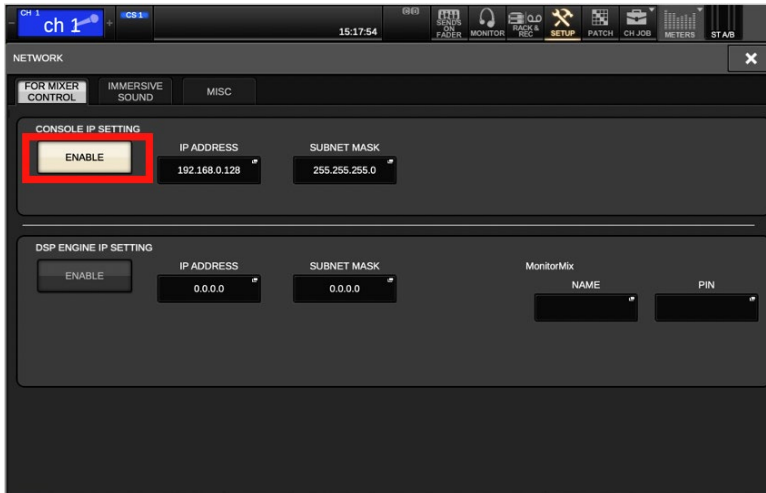 CH 1
ch 1
CS 1
15:17:54
SENDS ON FADER
MONITOR
RACK & REC
SETUP
PATCH
CH JOB
METERS
ST A/B
NETWORK
FOR MIXER CONTROL
IMMERSIVE SOUND
MISC
CONSOLE IP SETTING
ENABLE
IP ADDRESS
192.168.0.128
SUBNET MASK
255.255.255.0
DSP ENGINE IP SETTING
ENABLE
IP ADDRESS
0.0.0.0
SUBNET MASK
0.0.0.0
MonitorMix
NAME
PIN